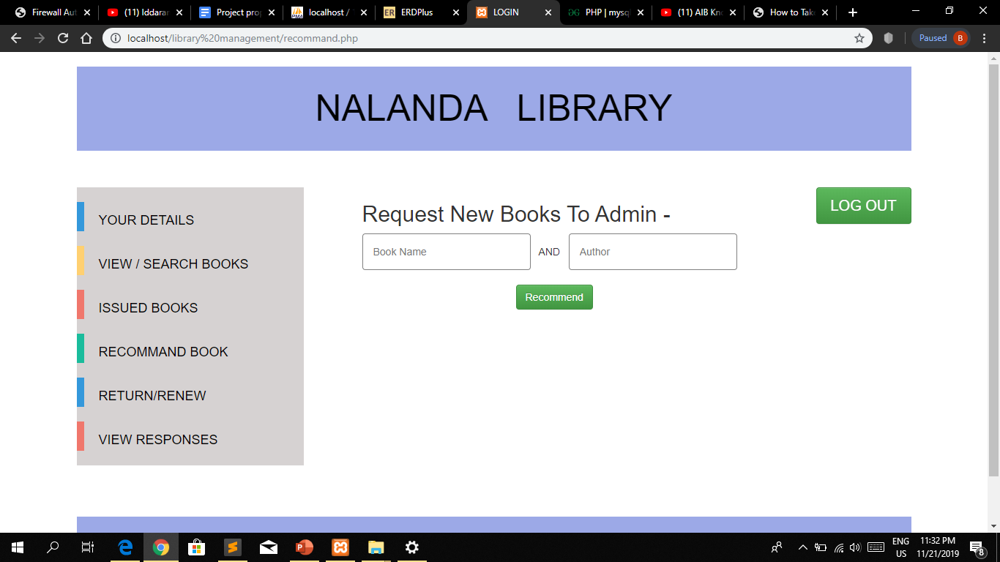 Firewall Aut
(11) Iddarar
Project prop
localhost /
ERDPlus
LOGIN
PHP | mysq
(11) AIB Kno
How to Take
localhost/library%20management/recommand.php
Paused
B
NALANDA LIBRARY
YOUR DETAILS
VIEW / SEARCH BOOKS
ISSUED BOOKS
RECOMMAND BOOK
RETURN/RENEW
VIEW RESPONSES
Request New Books To Admin -
Book Name AND Author
Recommend
LOG OUT
ENG
US
11:32 PM
11/21/2019
8